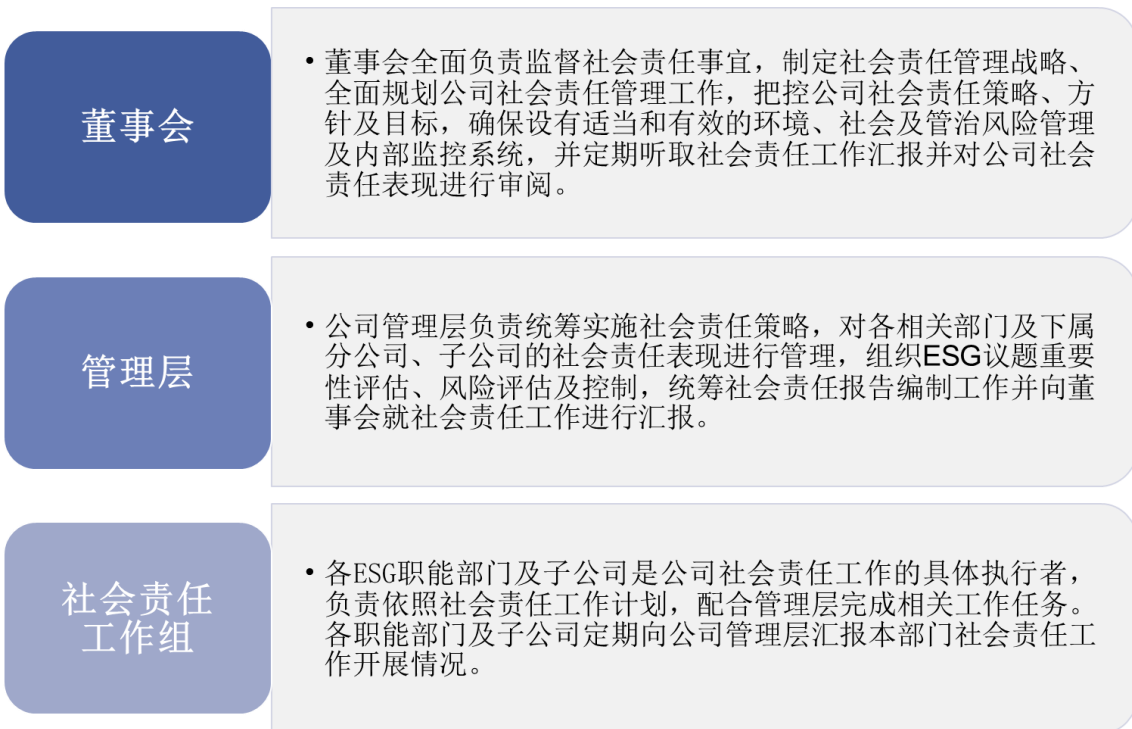 董事会
• 董事会全面负责监督社会责任事宜，制定社会责任管理战略、
全面规划公司社会责任管理工作，把控公司社会责任策略、方
针及目标，确保设有适当和有效的环境、社会及管治风险管理
及内部监控系统，并定期听取社会责任工作汇报并对公司社会
责任表现进行审阅。
管理层
• 公司管理层负责统筹实施社会责任策略，对各相关部门及下属
分公司、子公司的社会责任表现进行管理，组织ESG议题重要
性评估、风险评估及控制，统筹社会责任报告编制工作并向董
事会就社会责任工作进行汇报。
社会责任
工作组
• 各ESG职能部门及子公司是公司社会责任工作的具体执行者，
负责依照社会责任工作计划，配合管理层完成相关工作任务。
各职能部门及子公司定期向公司管理层汇报本部门社会责任工
作开展情况。